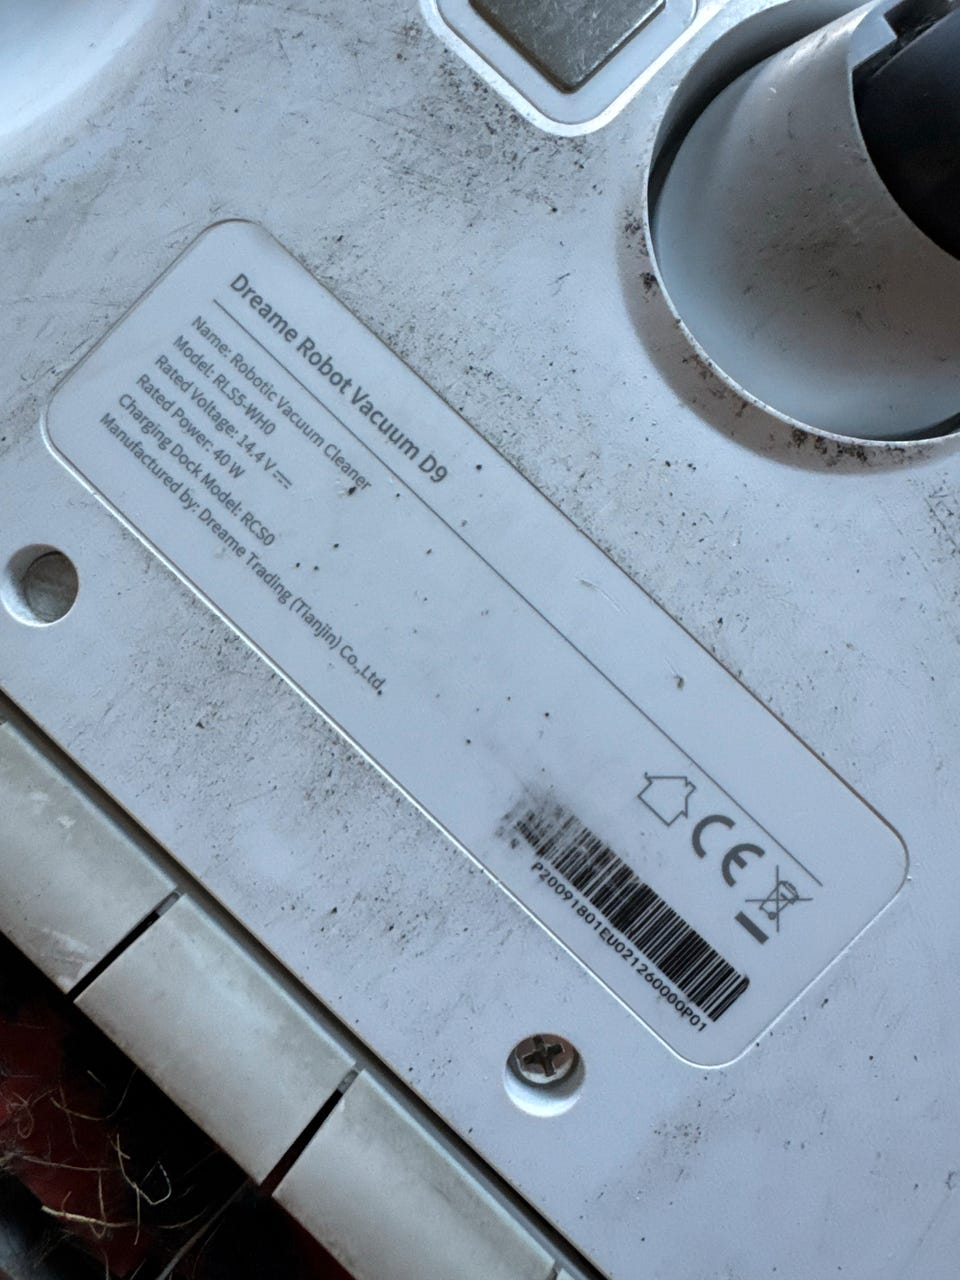 Dreame Robot Vacuum D9
Name: Robotic Vacuum Cleaner
Model: RLS5-WH0
Rated Voltage: 14.4 V⎓
Rated Power: 40 W
Charging Dock Model: RCS0
Manufactured by: Dreame Trading (Tianjin) Co.,Ltd.
CE
P20091801EU021260000P01